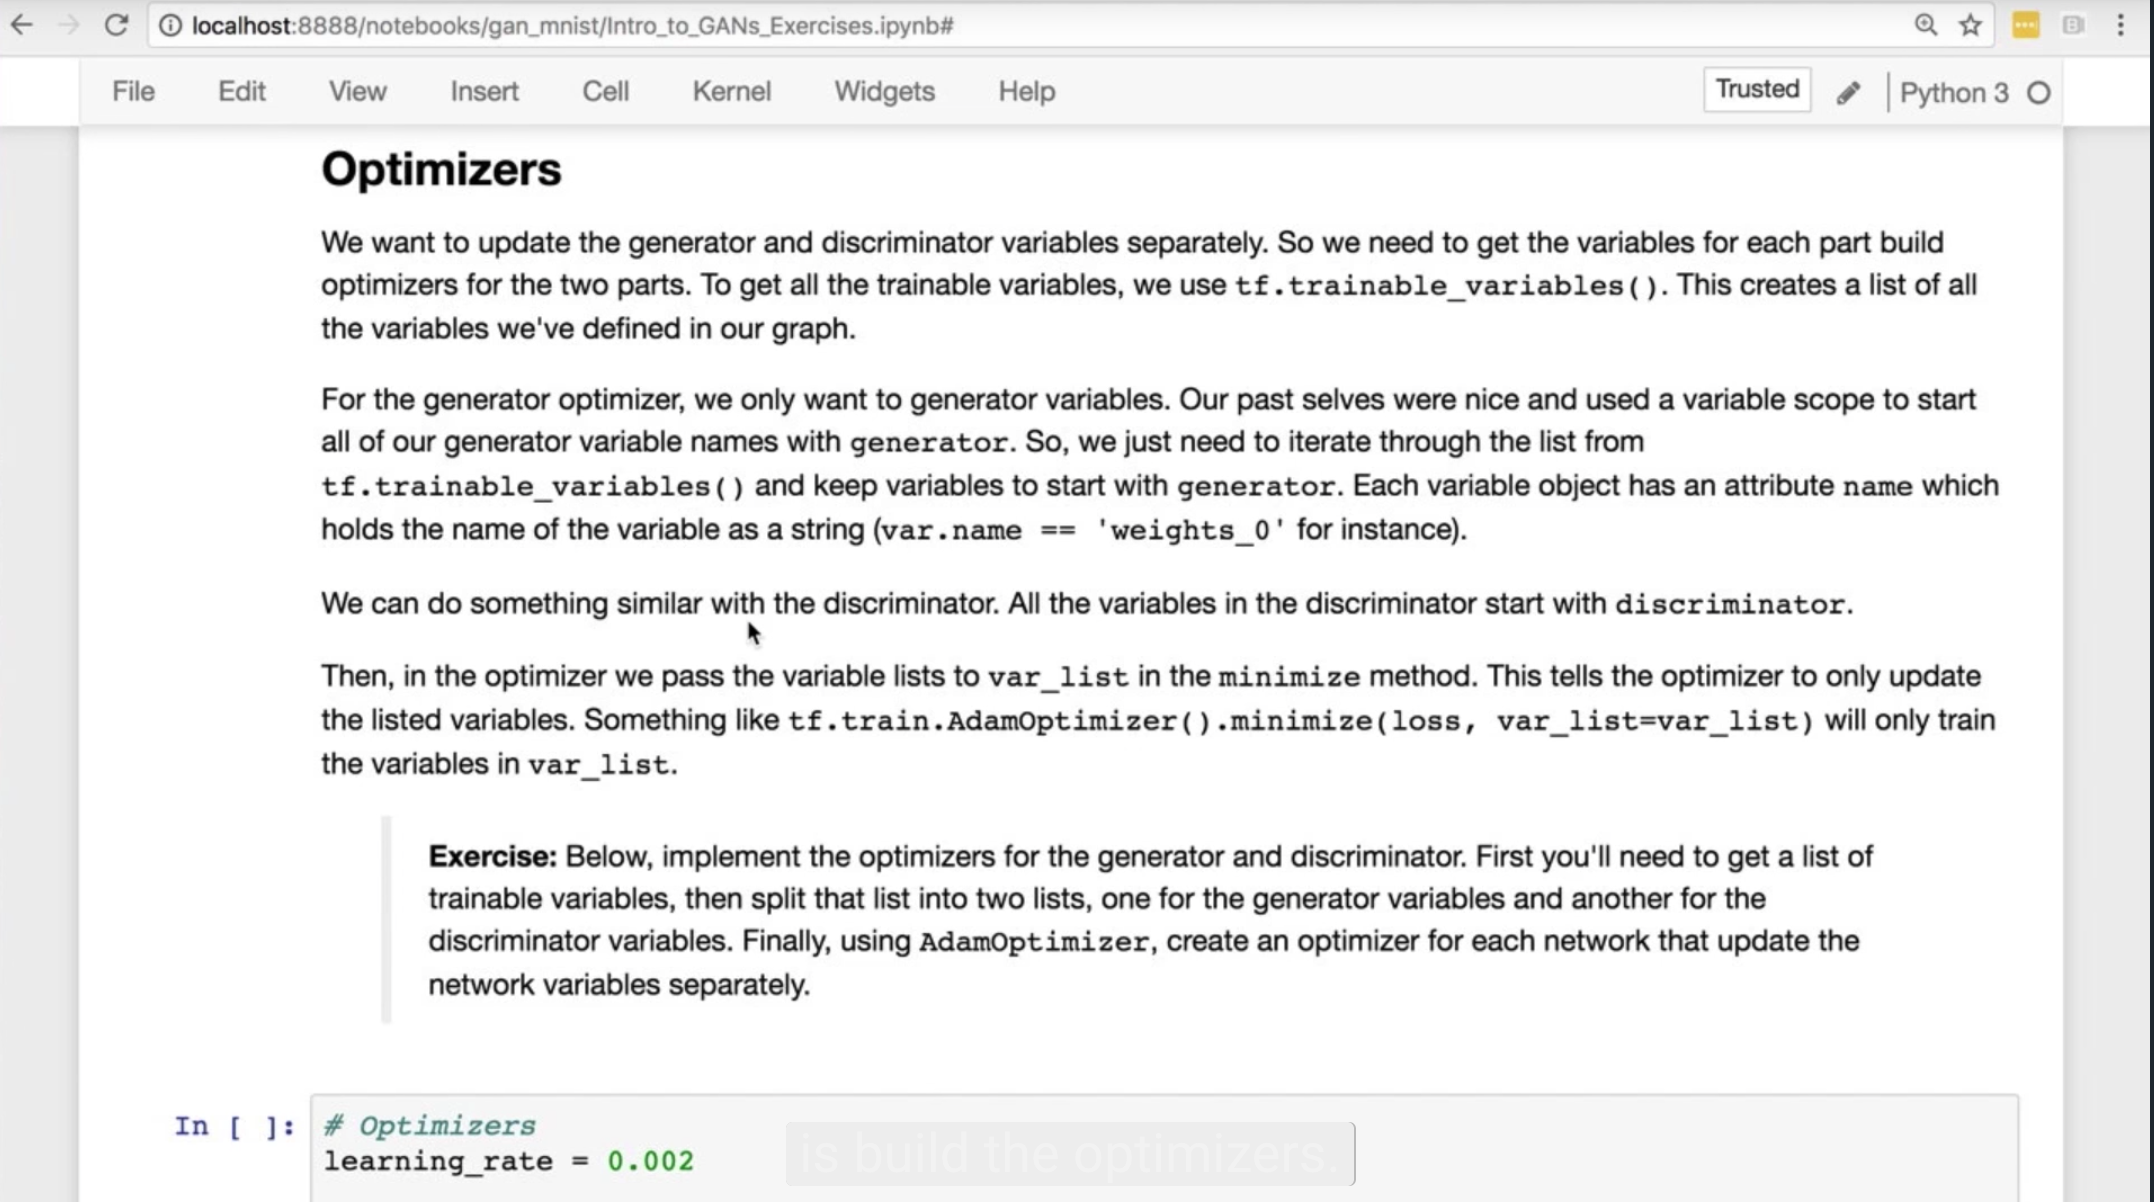 localhost:8888/notebooks/gan_mnist/Intro_to_GANs_Exercises.ipynb#
File Edit View Insert Cell Kernel Widgets Help Trusted Python 3
Optimizers
We want to update the generator and discriminator variables separately. So we need to get the variables for each part build
optimizers for the two parts. To get all the trainable variables, we use tf.trainable_variables(). This creates a list of all
the variables we've defined in our graph.
For the generator optimizer, we only want to generator variables. Our past selves were nice and used a variable scope to start
all of our generator variable names with generator. So, we just need to iterate through the list from
tf.trainable_variables() and keep variables to start with generator. Each variable object has an attribute name which
holds the name of the variable as a string (var.name == 'weights_0' for instance).
We can do something similar with the discriminator. All the variables in the discriminator start with discriminator.
Then, in the optimizer we pass the variable lists to var_list in the minimize method. This tells the optimizer to only update
the listed variables. Something like tf.train.AdamOptimizer().minimize(loss, var_list=var_list) will only train
the variables in var_list.
Exercise: Below, implement the optimizers for the generator and discriminator. First you'll need to get a list of
trainable variables, then split that list into two lists, one for the generator variables and another for the
discriminator variables. Finally, using AdamOptimizer, create an optimizer for each network that update the
network variables separately.
In [ ]: # Optimizers
learning_rate = 0.002
is build the optimizers.